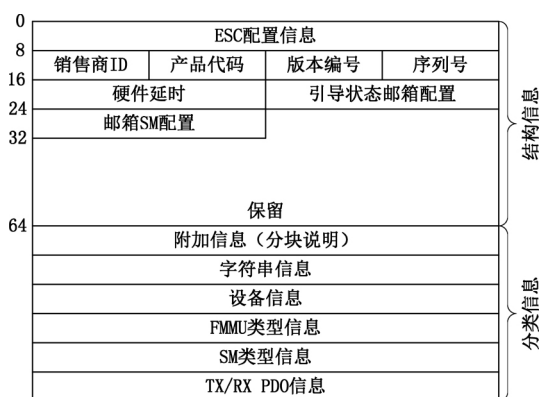 0
ESC配置信息
8
销售商ID 产品代码 版本编号 序列号
16
硬件延时 引导状态邮箱配置
24
邮箱SM配置
32
结构信息
保留
64
附加信息（分块说明）
字符串信息
设备信息
FMMU类型信息
SM类型信息
TX/RX PDO信息
分类信息